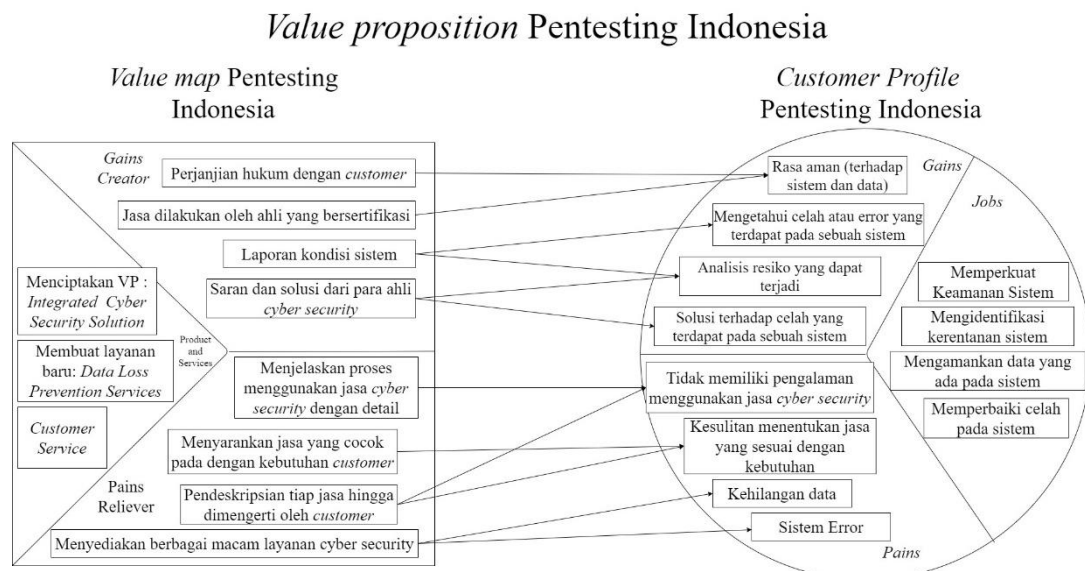 Value proposition Pentesting Indonesia
Value map Pentesting
Indonesia
Gains
Creator
Perjanjian hukum dengan customer
Jasa dilakukan oleh ahli yang bersertifikasi
Laporan kondisi sistem
Saran dan solusi dari para ahli
cyber security
Menciptakan VP :
Integrated Cyber
Security Solution
Membuat layanan
baru: Data Loss
Prevention Services
Customer
Service
Product
and
Services
Menjelaskan proses
menggunakan jasa cyber
security dengan detail
Menyarankan jasa yang cocok
pada dengan kebutuhan customer
Pains
Reliever
Pendeskripsian tiap jasa hingga
dimengerti oleh customer
Menyediakan berbagai macam layanan cyber security
Customer Profile
Pentesting Indonesia
Rasa aman (terhadap
sistem dan data)
Gains
Mengetahui celah atau error yang
terdapat pada sebuah sistem
Analisis resiko yang dapat
terjadi
Solusi terhadap celah yang
terdapat pada sebuah sistem
Jobs
Memperkuat
Keamanan Sistem
Mengidentifikasi
kerentanan sistem
Mengamankan data yang
ada pada sistem
Memperbaiki celah
pada sistem
Tidak memiliki pengalaman
menggunakan jasa cyber security
Kesulitan menentukan jasa
yang sesuai dengan
kebutuhan
Kehilangan data
Sistem Error
Pains